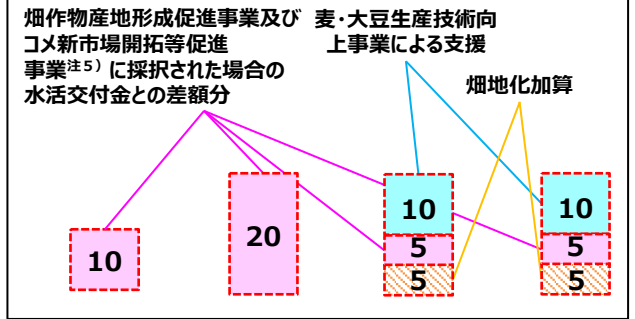 畑作物産地形成促進事業及び
コメ新市場開拓等促進
事業注５）に採択された場合の
水活交付金との差額分
麦・大豆生産技術向
上事業による支援
畑地化加算
10
20
10
5
5
10
5
5